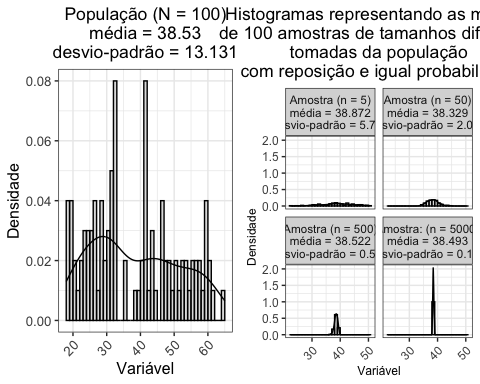 População (N = 100)
média = 38.53
desvio-padrão = 13.131
Histogramas representando as m
de 100 amostras de tamanhos dif
tomadas da população
com reposição e igual probabil
Densidade
0.08
0.06
0.04
0.02
0.00
20
30
40
50
60
Variável
Amostra (n = 5)
média = 38.872
svio-padrão = 5.7
Amostra (n = 50)
média = 38.329
svio-padrão = 2.0
Densidade
2.0
1.5
1.0
0.5
0.0
Amostra (n = 500)
média = 38.522
svio-padrão = 0.5
mostra: (n = 5000
média = 38.493
svio-padrão = 0.1
2.0
1.5
1.0
0.5
0.0
30
40
50
30
40
50
Variável